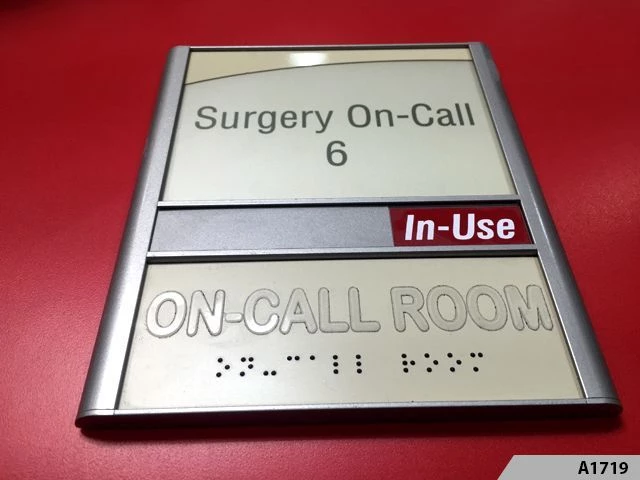 Surgery On-Call
6
In-Use
ON-CALL ROOM
⠕⠝⠤⠉⠁⠇⠇ ⠗⠕⠕⠍
A1719